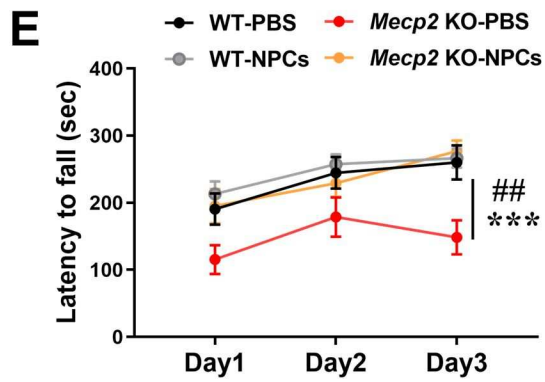 E
WT-PBS Mecp2 KO-PBS
WT-NPCs Mecp2 KO-NPCs
Latency to fall (sec)
400
300
200
100
0
##
***
Day1 Day2 Day3